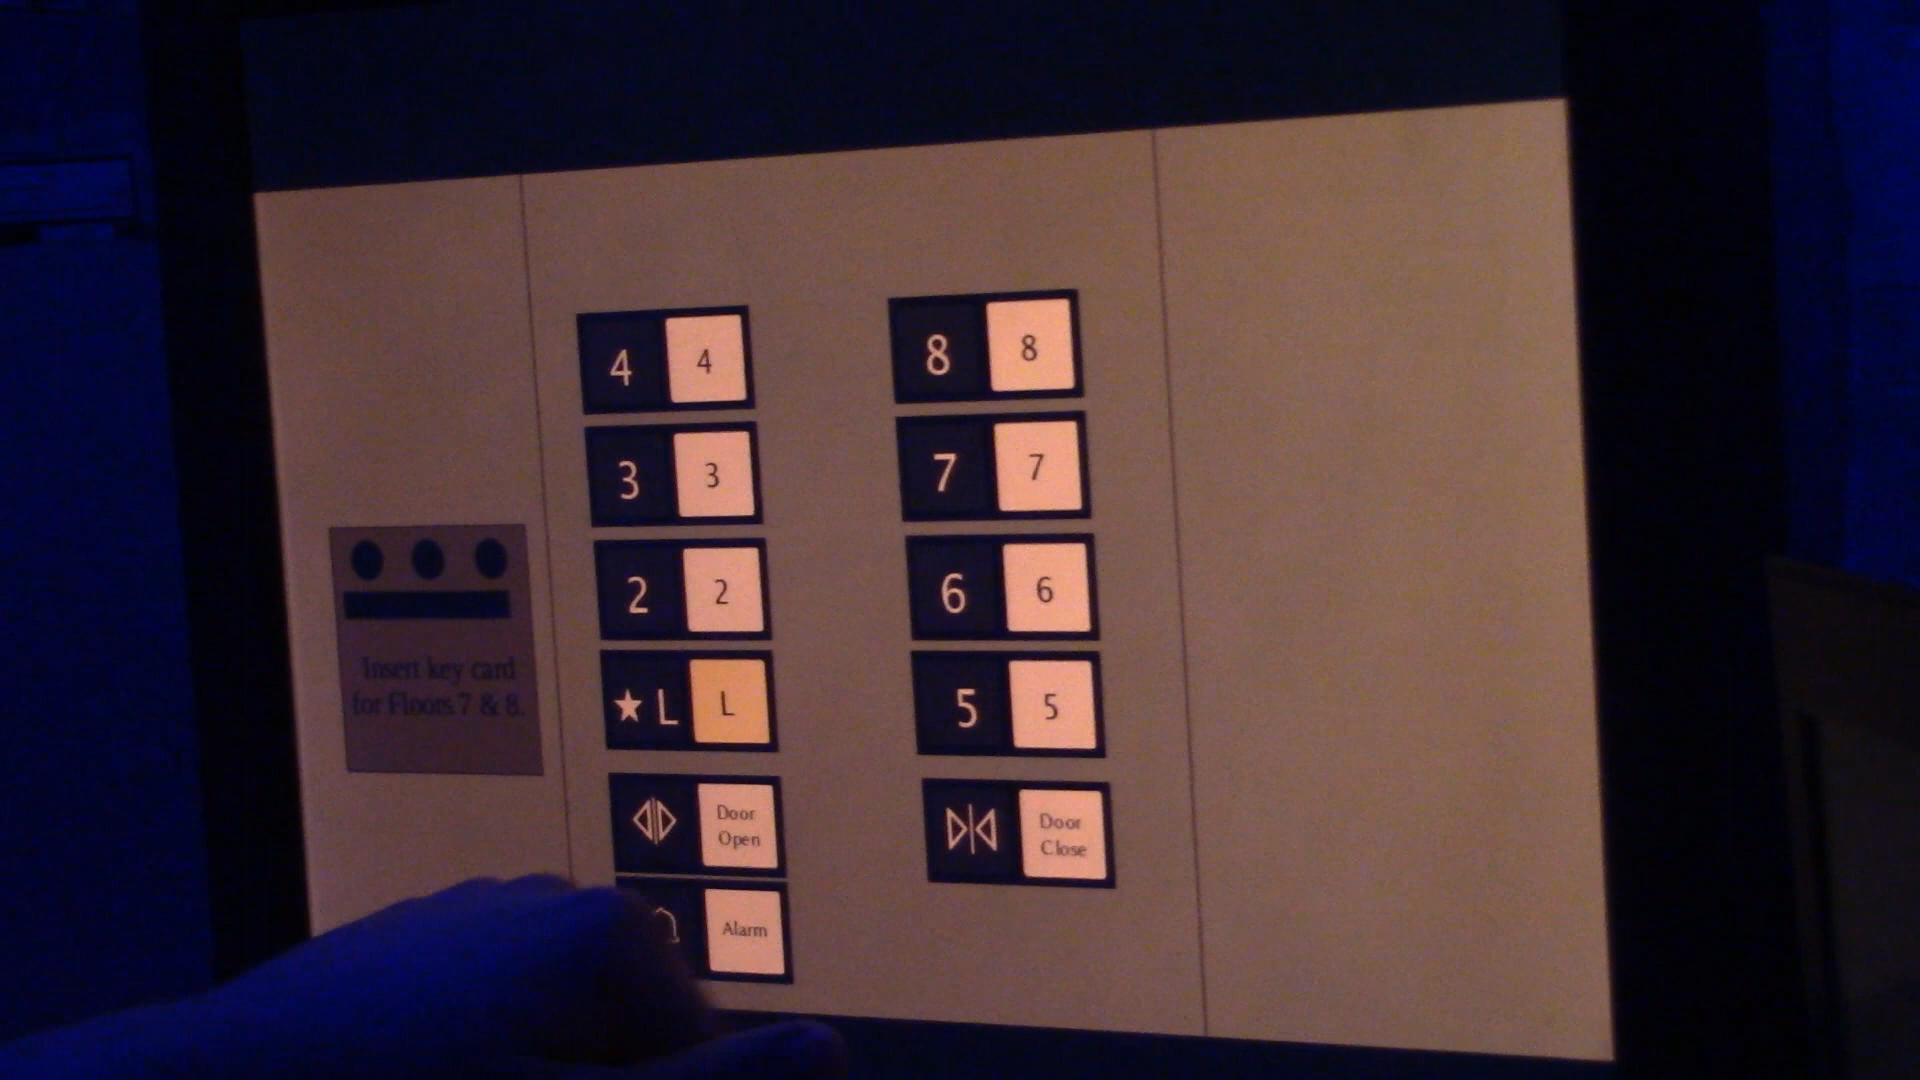 4 4
8 8
3 3
7 7
2 2
6 6
★ L L
5 5
Insert key card
for Floors 7 & 8.
Door
Open
Door
Close
Alarm